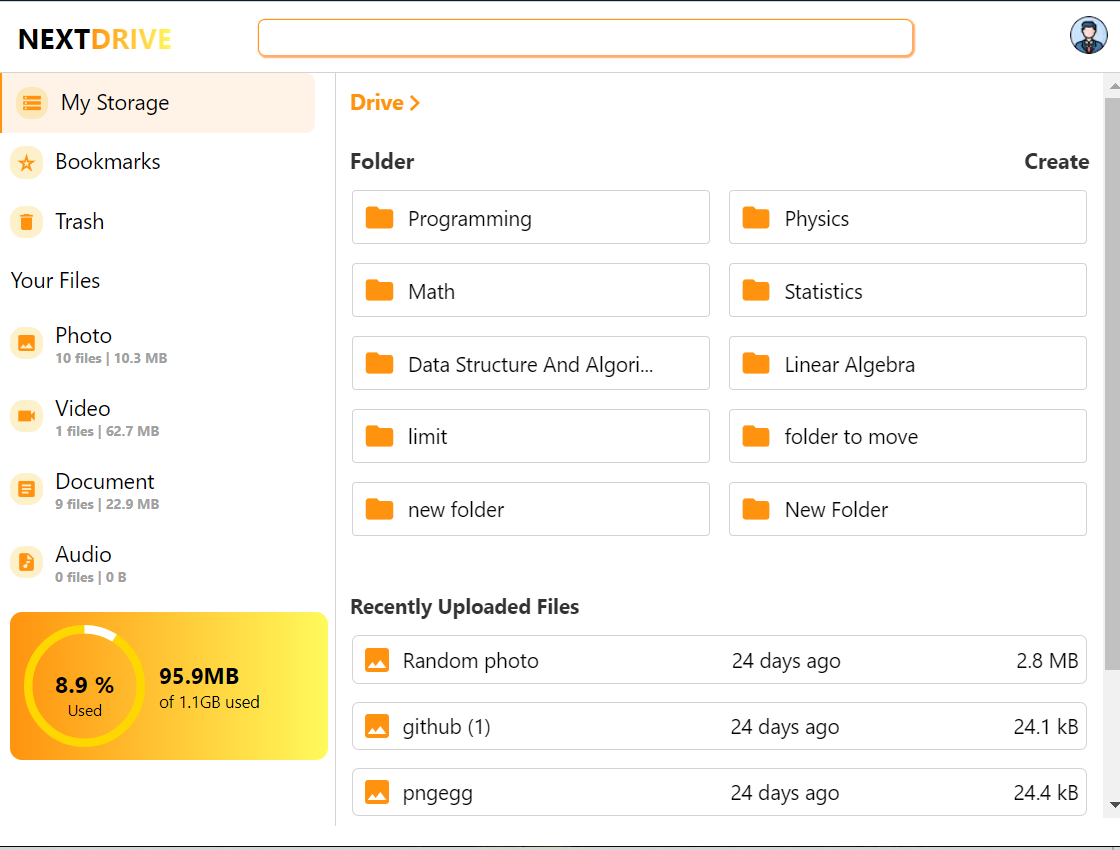 NEXTDRIVE
My Storage
Bookmarks
Trash
Your Files
Photo
10 files | 10.3 MB
Video
1 files | 62.7 MB
Document
9 files | 22.9 MB
Audio
0 files | 0 B
8.9 %
Used
95.9MB
of 1.1GB used
Drive >
Folder
Create
Programming
Physics
Math
Statistics
Data Structure And Algori...
Linear Algebra
limit
folder to move
new folder
New Folder
Recently Uploaded Files
Random photo 24 days ago 2.8 MB
github (1) 24 days ago 24.1 kB
pngegg 24 days ago 24.4 kB